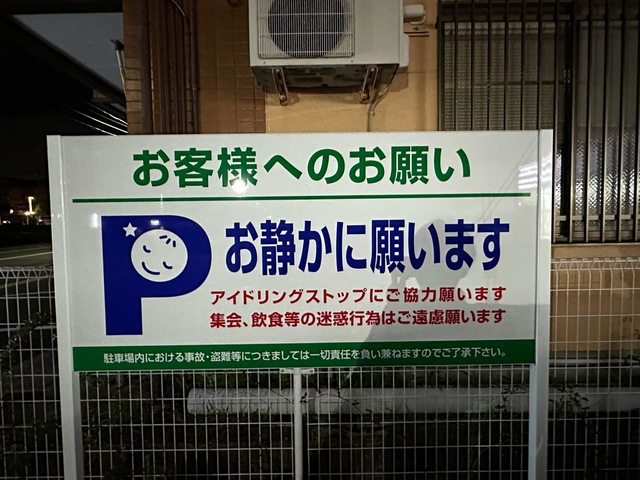 お客様へのお願い
P
お静かに願います
アイドリングストップにご協力願います
集会、飲食等の迷惑行為はご遠慮願います
駐車場内における事故・盗難等につきましては一切責任を負い兼ねますのでご了承下さい。